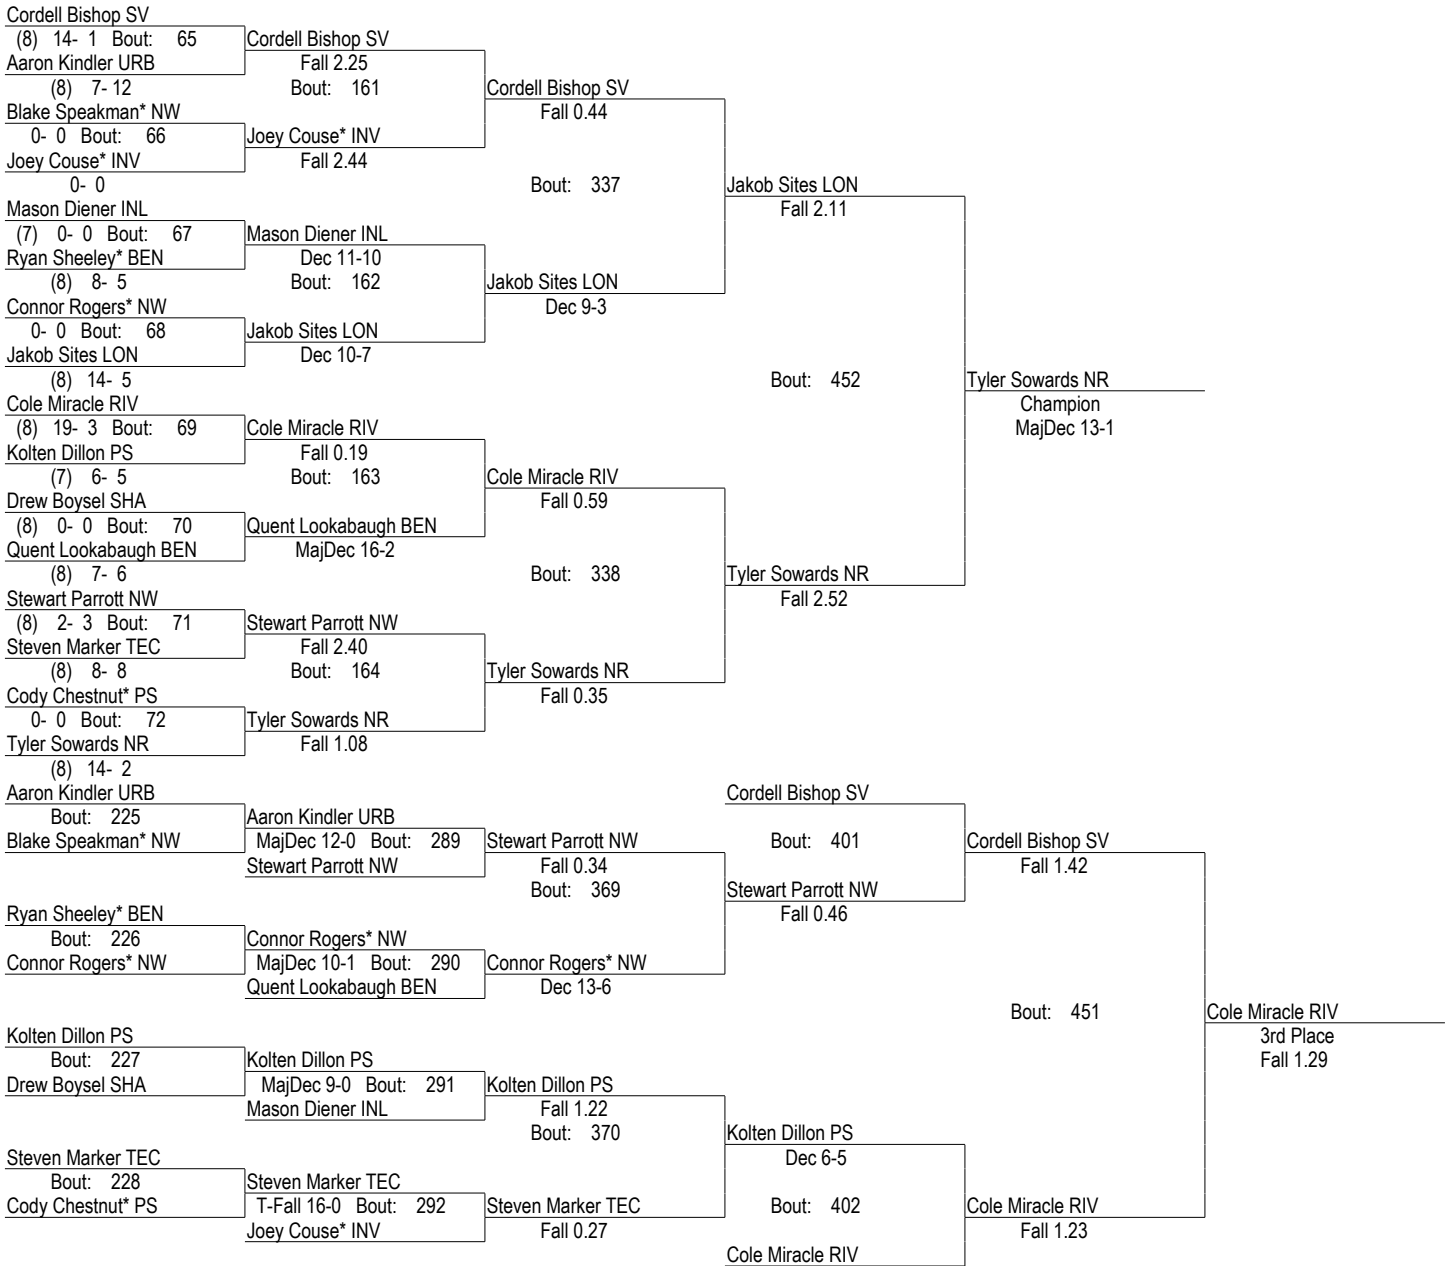 Cordell Bishop SV
(8) 14- 1 Bout: 65 Cordell Bishop SV
Aaron Kindler URB Fall 2.25
(8) 7- 12 Bout: 161 Cordell Bishop SV
Blake Speakman* NW Fall 0.44
0- 0 Bout: 66 Joey Couse* INV
Joey Couse* INV Fall 2.44
0- 0 Bout: 337 Jakob Sites LON
Mason Diener INL Fall 2.11
(7) 0- 0 Bout: 67 Mason Diener INL
Ryan Sheeley* BEN Dec 11-10
(8) 8- 5 Bout: 162 Jakob Sites LON
Connor Rogers* NW Dec 9-3
0- 0 Bout: 68 Jakob Sites LON
Jakob Sites LON Dec 10-7
(8) 14- 5 Bout: 452 Tyler Sowards NR
Cole Miracle RIV Champion
(8) 19- 3 Bout: 69 Cole Miracle RIV MajDec 13-1
Kolten Dillon PS Fall 0.19
(7) 6- 5 Bout: 163 Cole Miracle RIV
Drew Boysel SHA Fall 0.59
(8) 0- 0 Bout: 70 Quent Lookabaugh BEN
Quent Lookabaugh BEN MajDec 16-2
(8) 7- 6 Bout: 338 Tyler Sowards NR
Stewart Parrott NW Fall 2.52
(8) 2- 3 Bout: 71 Stewart Parrott NW
Steven Marker TEC Fall 2.40
(8) 8- 8 Bout: 164 Tyler Sowards NR
Cody Chestnut* PS Fall 0.35
0- 0 Bout: 72 Tyler Sowards NR
Tyler Sowards NR Fall 1.08
(8) 14- 2
Aaron Kindler URB Cordell Bishop SV
Bout: 225 Aaron Kindler URB
Blake Speakman* NW MajDec 12-0 Bout: 289 Stewart Parrott NW Bout: 401 Cordell Bishop SV
Stewart Parrott NW Fall 0.34 Fall 1.42
Bout: 369 Stewart Parrott NW
Ryan Sheeley* BEN Fall 0.46
Bout: 226 Connor Rogers* NW
Connor Rogers* NW MajDec 10-1 Bout: 290 Connor Rogers* NW
Quent Lookabaugh BEN Dec 13-6
Bout: 451 Cole Miracle RIV
Kolten Dillon PS 3rd Place
Bout: 227 Kolten Dillon PS Fall 1.29
Drew Boysel SHA MajDec 9-0 Bout: 291 Kolten Dillon PS
Mason Diener INL Fall 1.22
Bout: 370 Kolten Dillon PS
Steven Marker TEC Dec 6-5
Bout: 228 Steven Marker TEC
Cody Chestnut* PS T-Fall 16-0 Bout: 292 Steven Marker TEC Bout: 402 Cole Miracle RIV
Joey Couse* INV Fall 0.27 Fall 1.23
Cole Miracle RIV